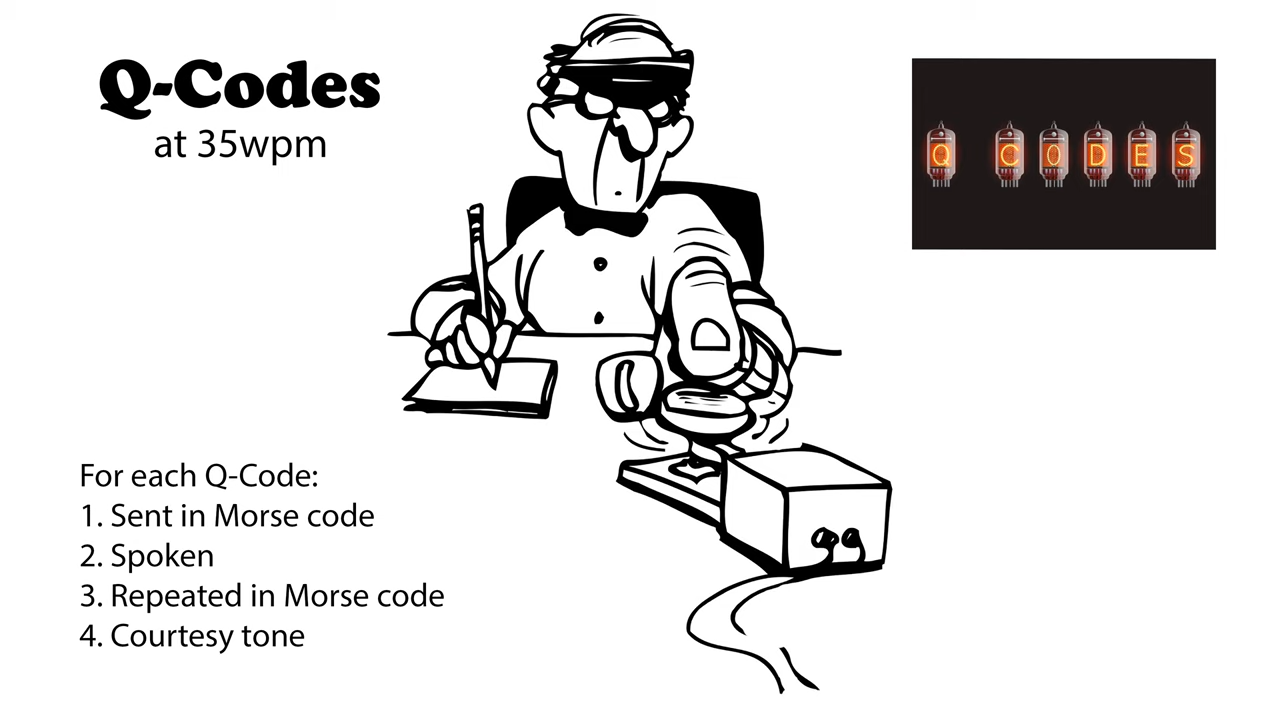 Q-Codes
at 35wpm
Q CODES
For each Q-Code:
1. Sent in Morse code
2. Spoken
3. Repeated in Morse code
4. Courtesy tone